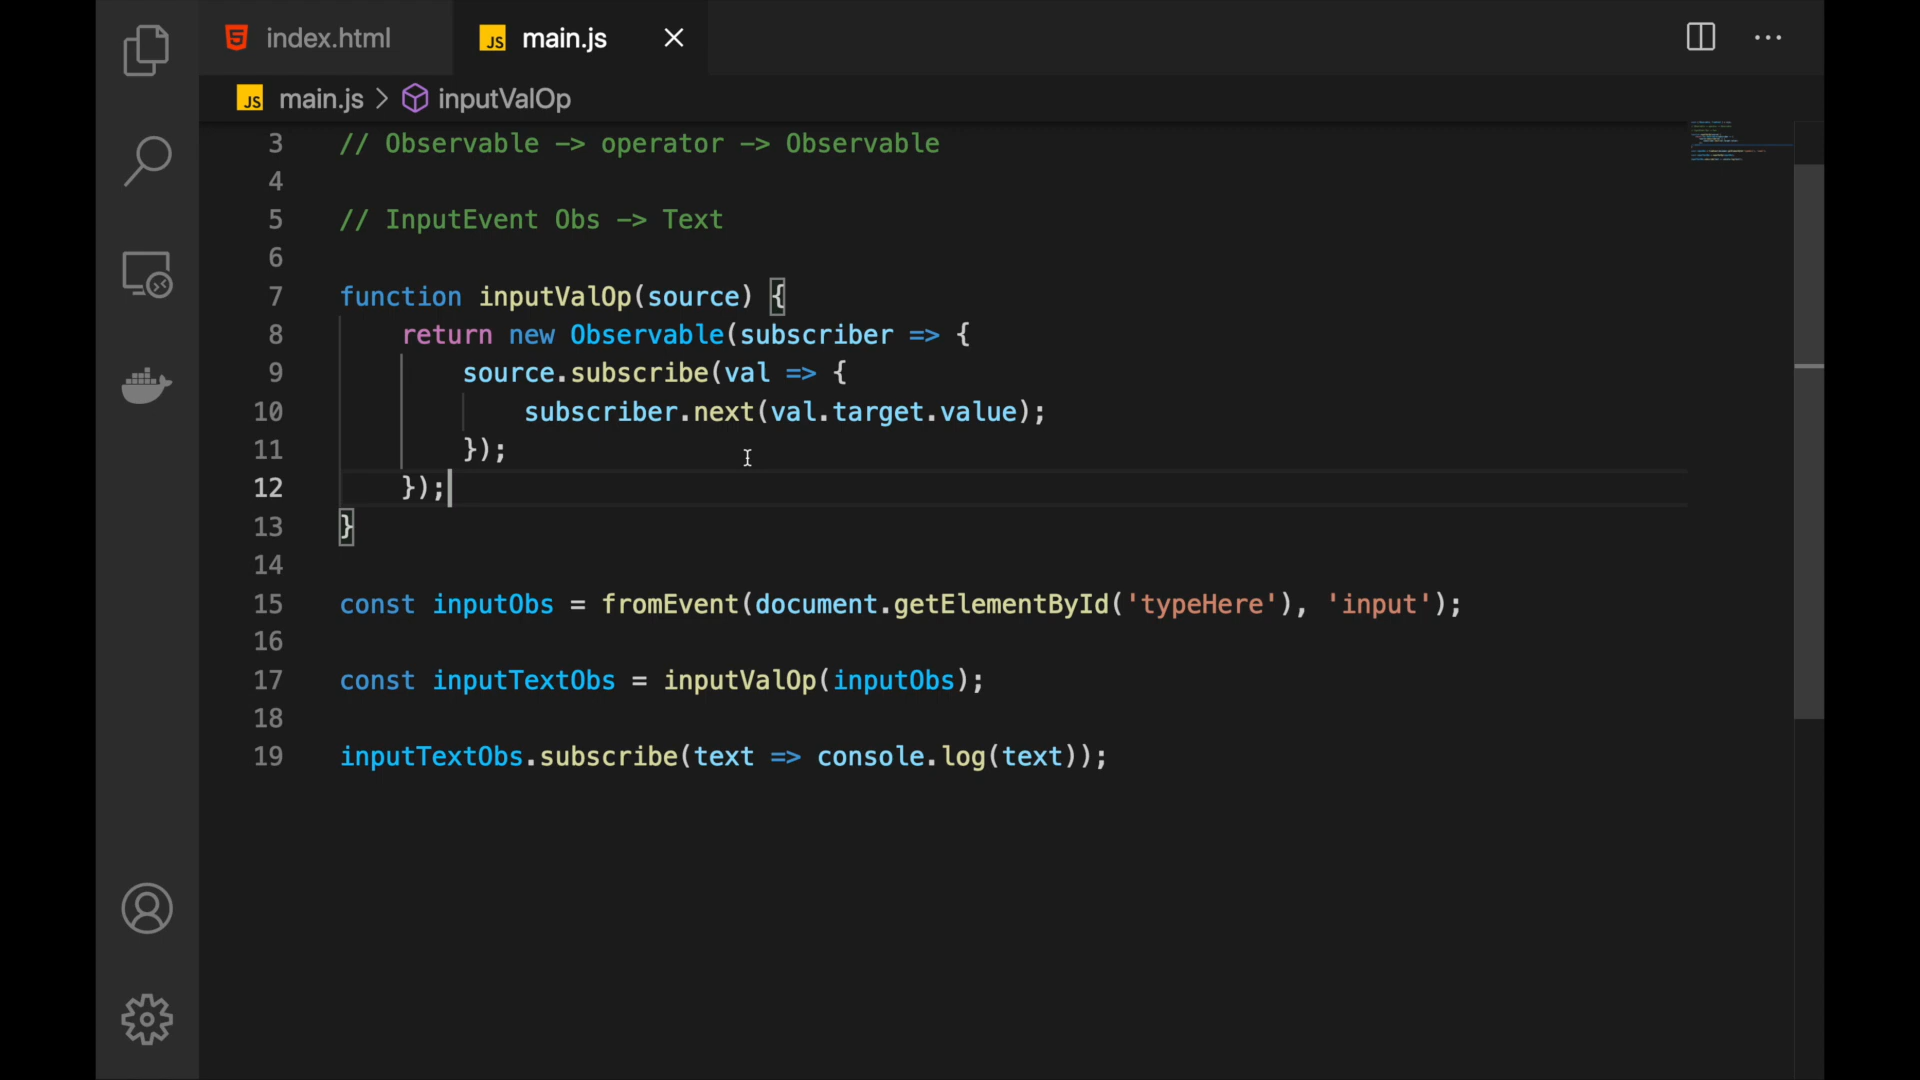 index.html
JS main.js
JS main.js > inputValOp
3 // Observable -> operator -> Observable
4
5 // InputEvent Obs -> Text
6
7 function inputValOp(source) {
8     return new Observable(subscriber => {
9         source.subscribe(val => {
10             subscriber.next(val.target.value);
11         });
12     });
13 }
14
15 const inputObs = fromEvent(document.getElementById('typeHere'), 'input');
16
17 const inputTextObs = inputValOp(inputObs);
18
19 inputTextObs.subscribe(text => console.log(text));